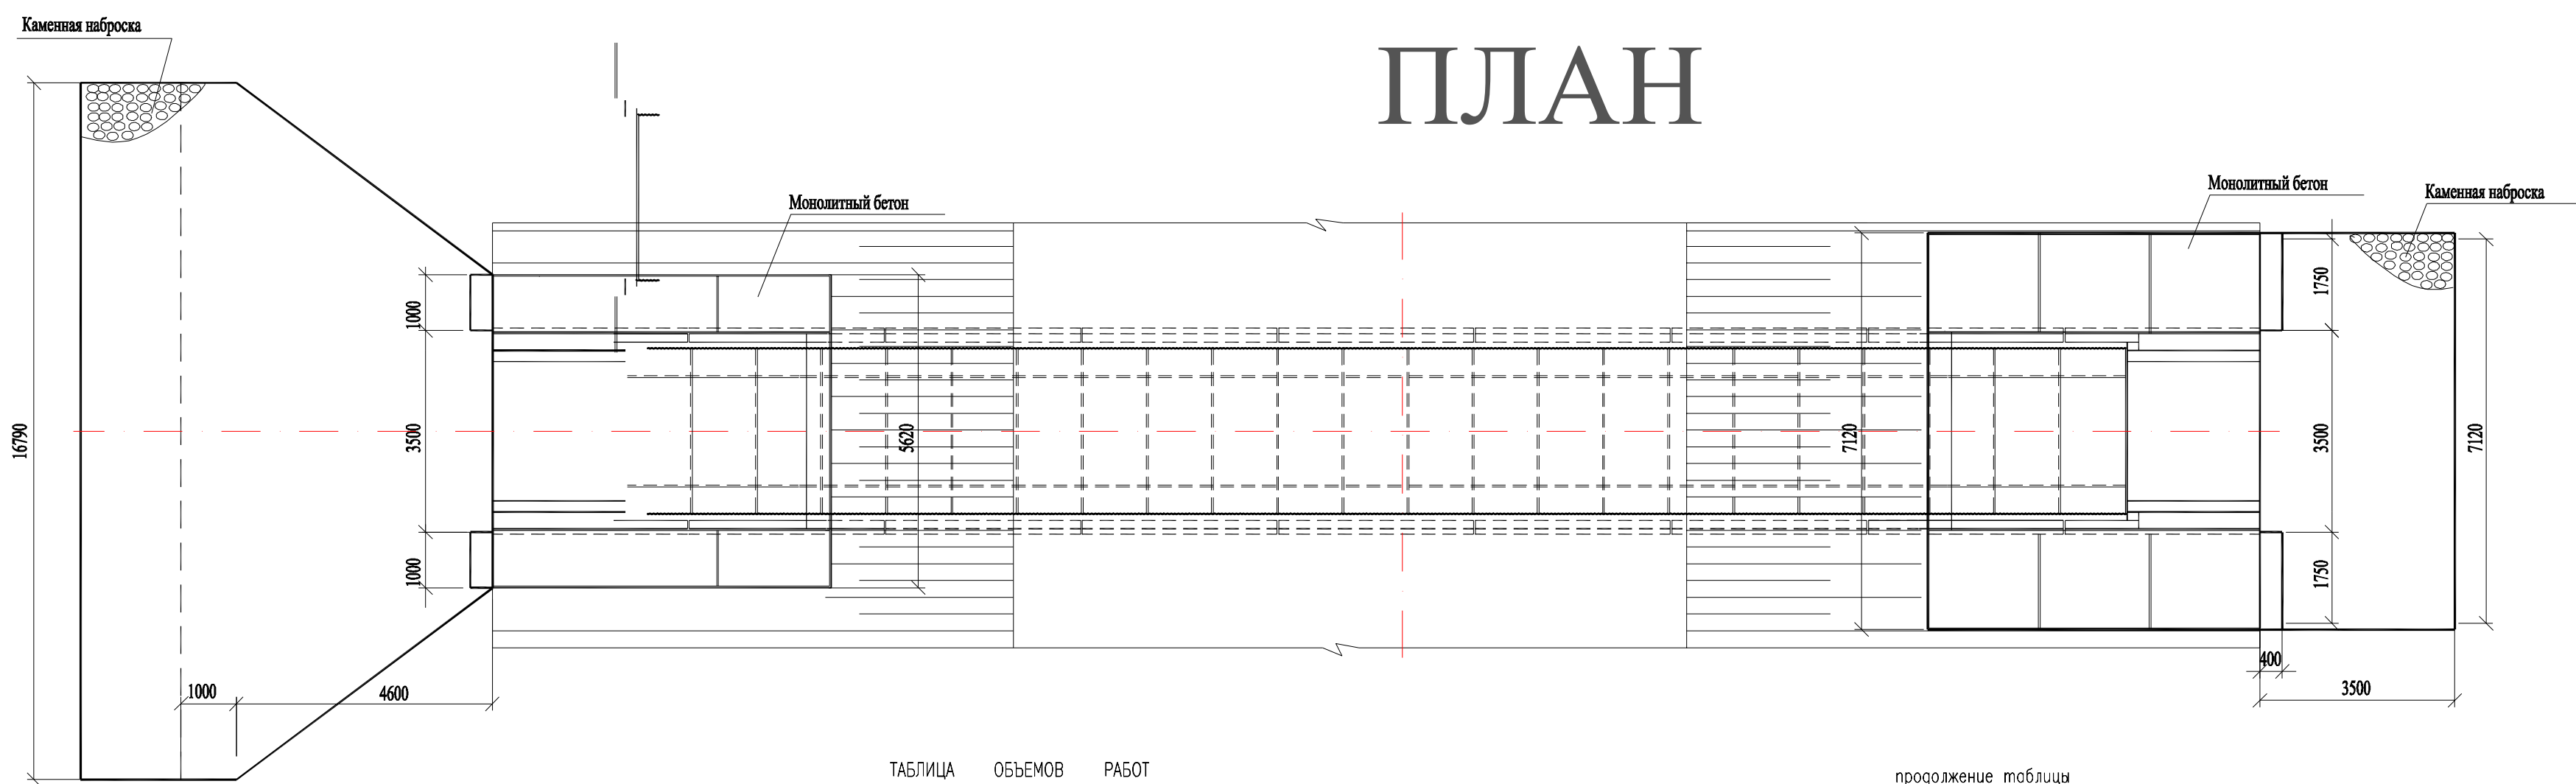 Каменная наброска
ПЛАН
Монолитный бетон
Монолитный бетон
Каменная наброска
16790
1000
3500
1000
5620
7120
1750
3500
1750
7120
1000
4600
400
3500
ТАБЛИЦА ОБЪЕМОВ РАБОТ
продолжение таблицы